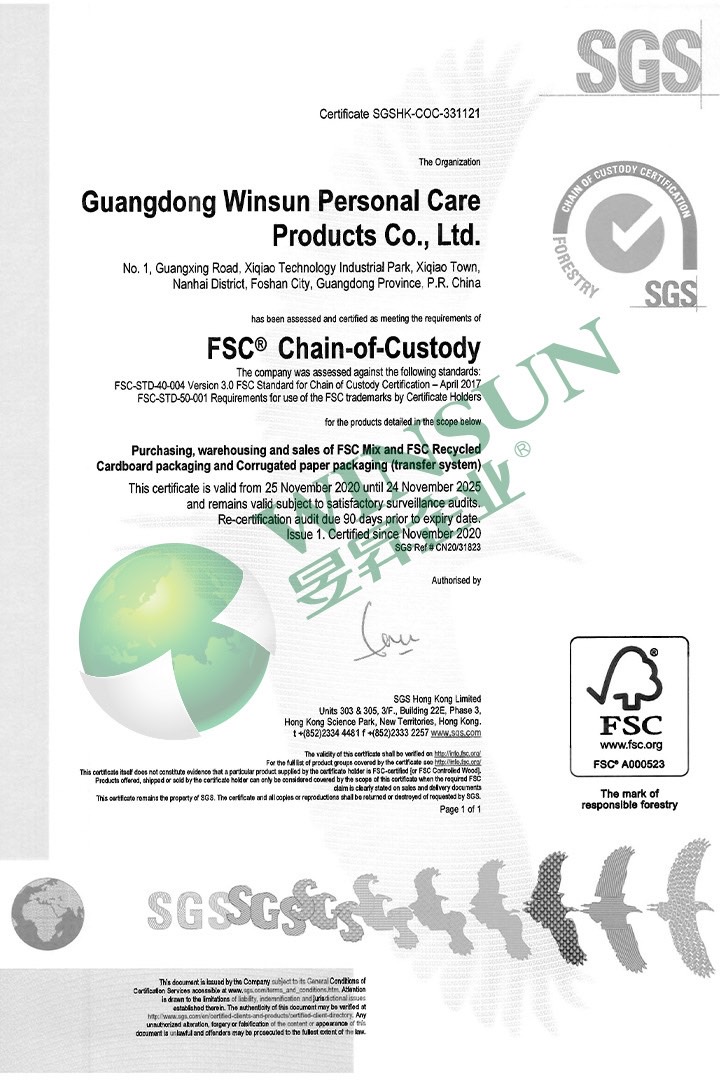 SGS
Certificate SGSHK-COC-331121
The Organization
Guangdong Winsun Personal Care
Products Co., Ltd.
No. 1, Guangxing Road, Xiqiao Technology Industrial Park, Xiqiao Town,
Nanhai District, Foshan City, Guangdong Province, P.R. China
CHAIN OF CUSTODY CERTIFICATION
FORESTRY
SGS
has been assessed and certified as meeting the requirements of
FSC® Chain-of-Custody
The company was assessed against the following standards:
FSC-STD-40-004 Version 3.0 FSC Standard for Chain of Custody Certification – April 2017
FSC-STD-50-001 Requirements for use of the FSC trademarks by Certificate Holders
for the products detailed in the scope below
Purchasing, warehousing and sales of FSC Mix and FSC Recycled
Cardboard packaging and Corrugated paper packaging (transfer system)
This certificate is valid from 25 November 2020 until 24 November 2025
and remains valid subject to satisfactory surveillance audits.
Re-certification audit due 90 days prior to expiry date.
Issue 1. Certified since November 2020
SGS Ref # CN20/31823
WINSUN
昱昇企业®
Authorised by
SGS Hong Kong Limited
Units 303 & 305, 3/F., Building 22E, Phase 3,
Hong Kong Science Park, New Territories, Hong Kong.
t +(852)2334 4481 f +(852)2333 2257 www.sgs.com
The validity of this certificate shall be verified on http://info.fsc.org/
For the full list of product groups covered by the certificate see http://info.fsc.org/
This certificate itself does not constitute evidence that a particular product supplied by the certificate holder is FSC-certified [or FSC Controlled Wood].
Products offered, shipped or sold by the certificate holder can only be considered covered by the scope of this certificate when the required FSC
claim is clearly stated on sales and delivery documents
This certificate remains the property of SGS. The certificate and all copies or reproductions shall be returned or destroyed of requested by SGS.
Page 1 of 1
®
FSC
www.fsc.org
FSC® A000523
The mark of
responsible forestry
SGS SGS SGS
This document is issued by the Company subject to its General Conditions of
Certification Services accessible at www.sgs.com/terms_and_conditions.htm. Attention
is drawn to the limitations of liability, indemnification and jurisdictional issues
established therein. The authenticity of this document may be verified at
http://www.sgs.com/en/certified-clients-and-products/certified-client-directory. Any
unauthorized alteration, forgery or falsification of the content or appearance of this
document is unlawful and offenders may be prosecuted to the fullest extent of the law.